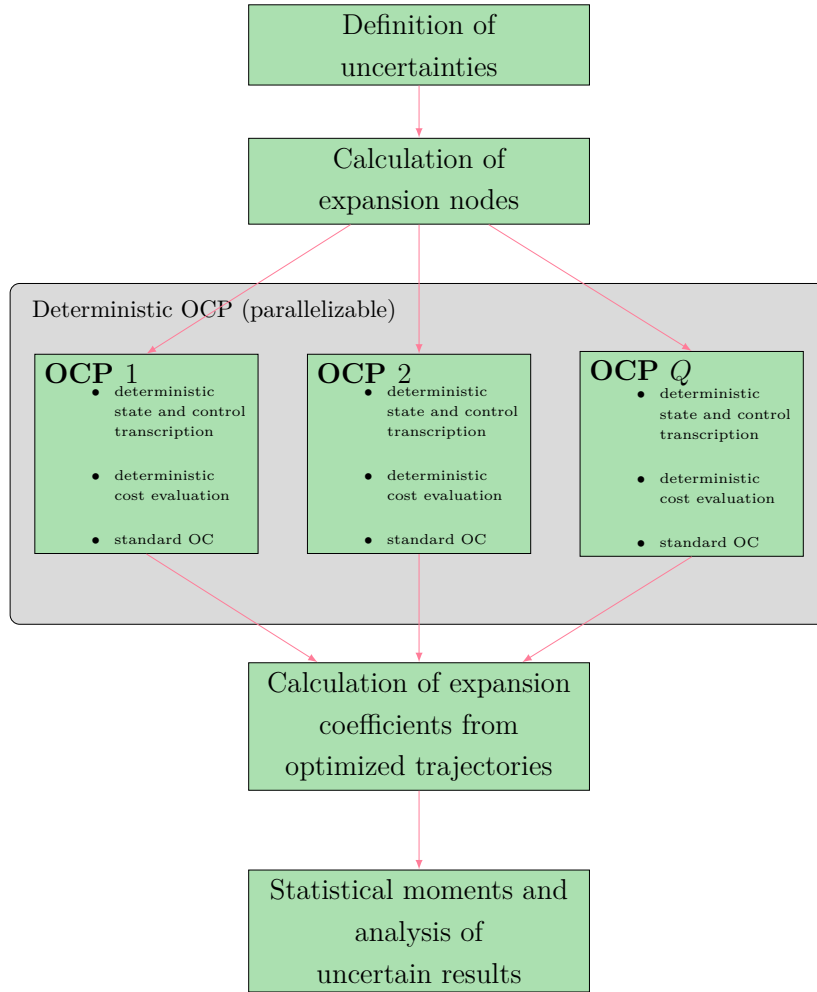 Definition of
uncertainties
Calculation of
expansion nodes
Deterministic OCP (parallelizable)
OCP 1
• deterministic
state and control
transcription
• deterministic
cost evaluation
• standard OC
OCP 2
• deterministic
state and control
transcription
• deterministic
cost evaluation
• standard OC
OCP Q
• deterministic
state and control
transcription
• deterministic
cost evaluation
• standard OC
Calculation of expansion
coefficients from
optimized trajectories
Statistical moments and
analysis of
uncertain results